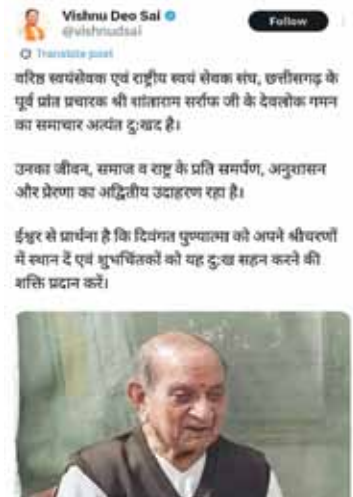 Vishnu Deo Sai
@vishnudsai
Follow
Translate post
वरिष्ठ स्वयंसेवक एवं राष्ट्रीय स्वयं सेवक संघ, छत्तीसगढ़ के
पूर्व प्रांत प्रचारक श्री शांताराम सर्राफ जी के देवलोक गमन
का समाचार अत्यंत दु:खद है।
उनका जीवन, समाज व राष्ट्र के प्रति समर्पण, अनुशासन
और प्रेरणा का अद्वितीय उदाहरण रहा है।
ईश्वर से प्रार्थना है कि दिवंगत पुण्यात्मा को अपने श्रीचरणों
में स्थान दें एवं शुभचिंतकों को यह दु:ख सहन करने की
शक्ति प्रदान करें।